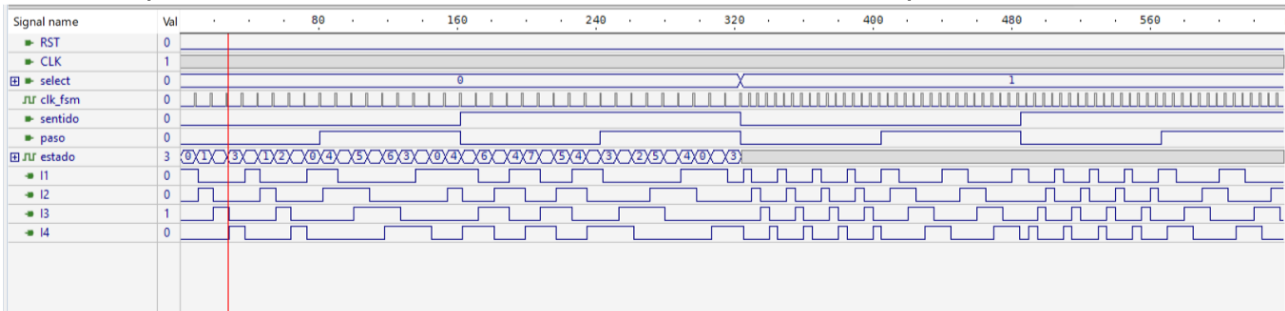 Signal name Val 80 160 240 320 400 480 560
RST 0
CLK 1
select 0 0 1
clk_fsm 0
sentido 0
paso 0
estado 3 0 1 3 1 2 0 4 5 6 3 0 4 6 4 7 5 4 3 2 5 4 0 3
I1 0
I2 0
I3 1
I4 0